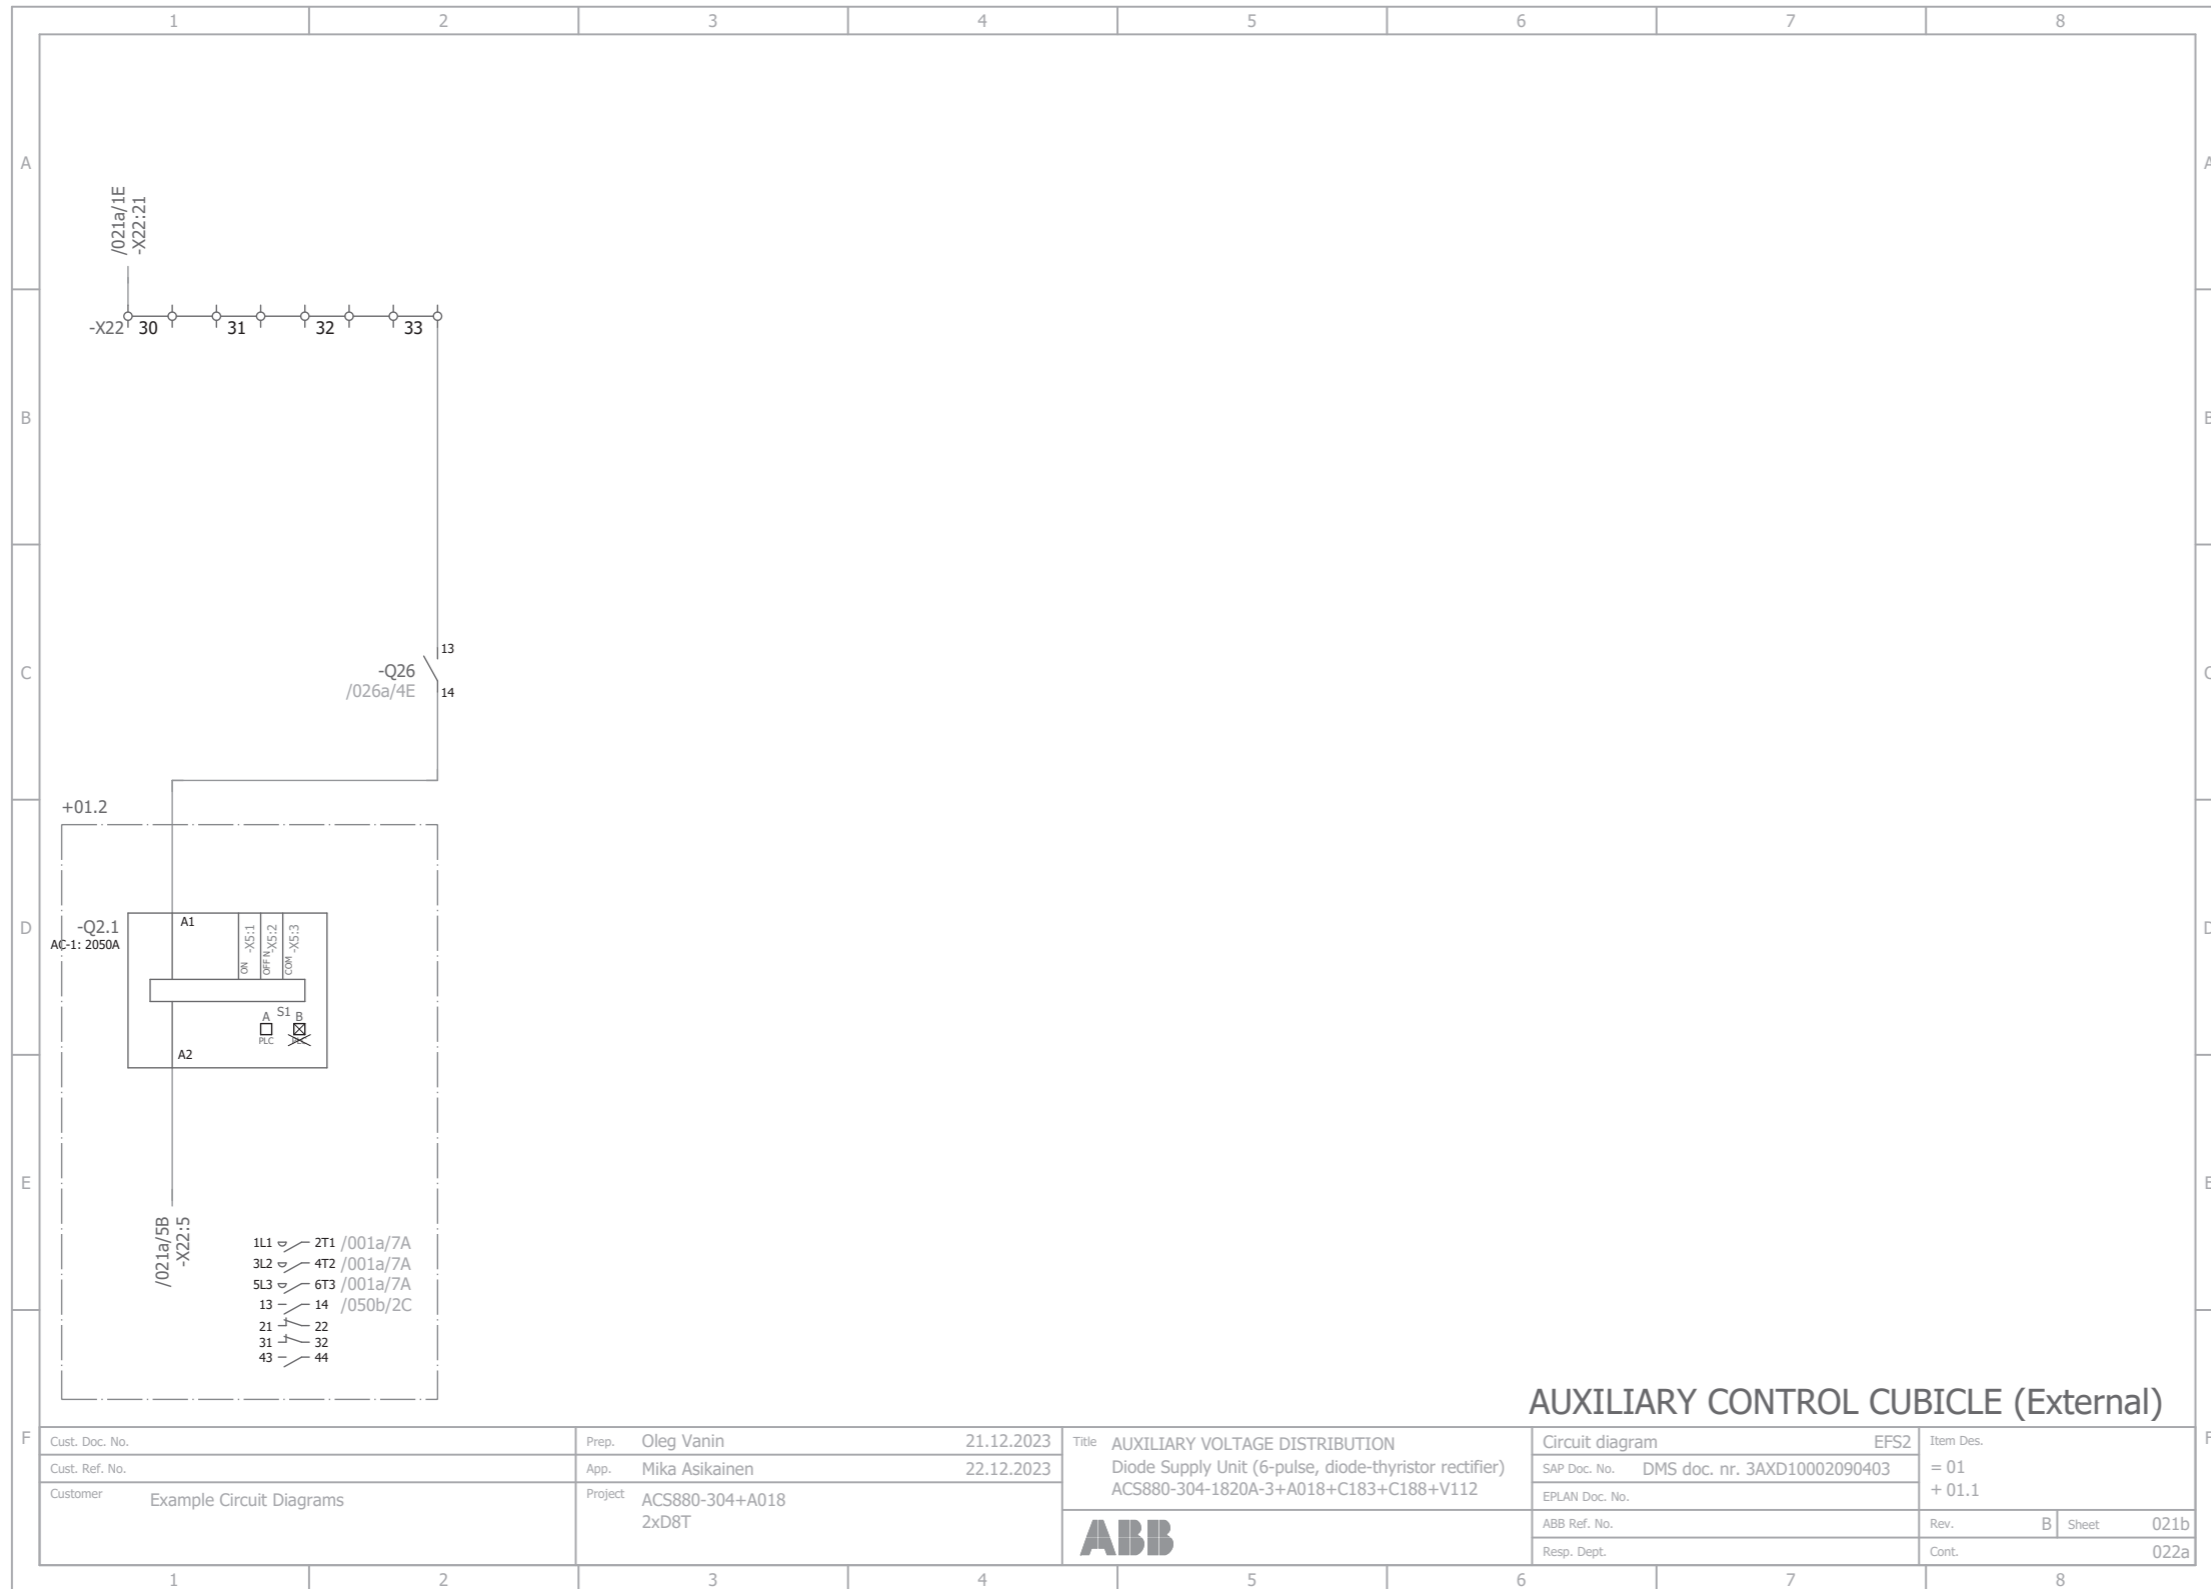 1 2 3 4 5 6 7 8
A A
/021a/1E
-X22:21
-X22 30 31 32 33
B B
13
-Q26
/026a/4E
14
C C
+01.2
-Q2.1
AC-1: 2050A
A1
ON -X5:1
OFF N -X5:2
COM -X5:3
D D
S1
A B
PLC
A2
E E
/021a/5B
-X22:5
1L1 2T1 /001a/7A
3L2 4T2 /001a/7A
5L3 6T3 /001a/7A
13 14 /050b/2C
21 22
31 32
43 44
AUXILIARY CONTROL CUBICLE (External)
F F
Cust. Doc. No.
Cust. Ref. No.
Customer Example Circuit Diagrams
Prep. Oleg Vanin 21.12.2023
App. Mika Asikainen 22.12.2023
Project ACS880-304+A018
2xD8T
Title AUXILIARY VOLTAGE DISTRIBUTION
Diode Supply Unit (6-pulse, diode-thyristor rectifier)
ACS880-304-1820A-3+A018+C183+C188+V112
ABB
Circuit diagram EFS2
SAP Doc. No. DMS doc. nr. 3AXD10002090403
EPLAN Doc. No.
ABB Ref. No.
Resp. Dept.
Item Des.
= 01
+ 01.1
Rev. B Sheet 021b
Cont. 022a
1 2 3 4 5 6 7 8